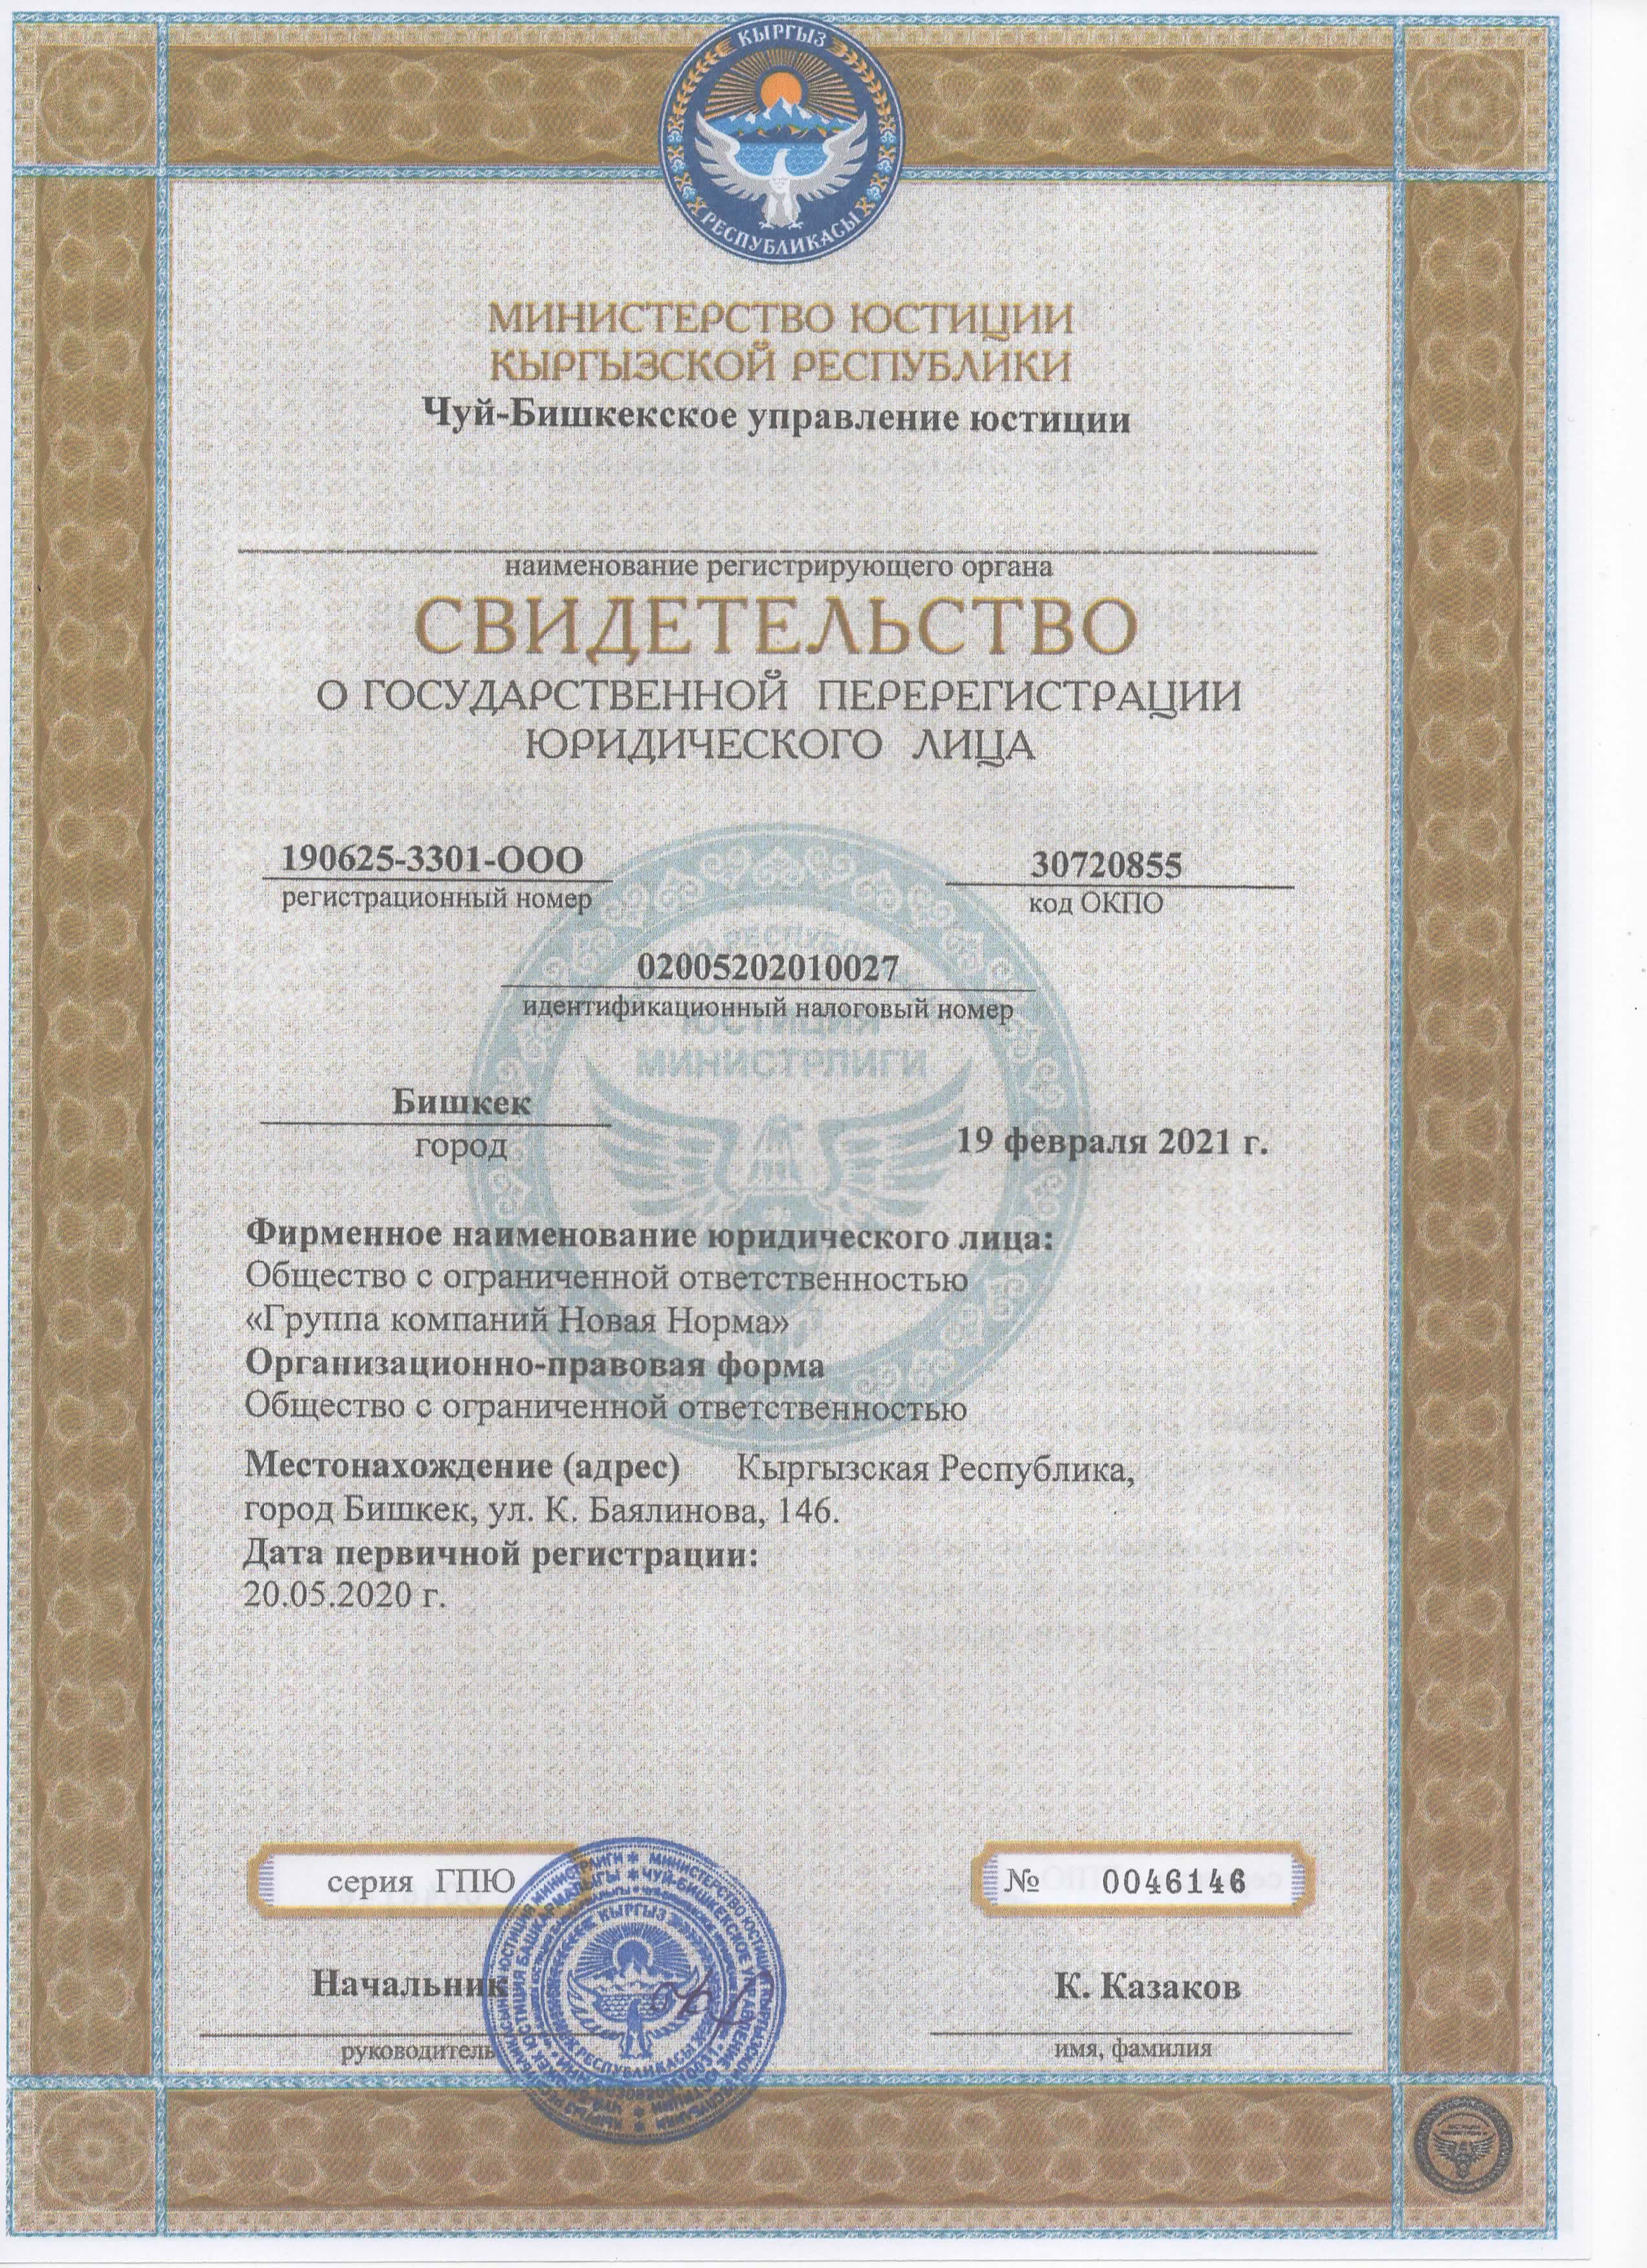 КЫРГЫЗ
РЕСПУБЛИКАСЫ
МИНИСТЕРСТВО ЮСТИЦИИ
КЫРГЫЗСКОЙ РЕСПУБЛИКИ
Чуй-Бишкекское управление юстиции
наименование регистрирующего органа
СВИДЕТЕЛЬСТВО
О ГОСУДАРСТВЕННОЙ ПЕРЕРЕГИСТРАЦИИ
ЮРИДИЧЕСКОГО ЛИЦА
190625-3301-ООО
регистрационный номер
30720855
код ОКПО
02005202010027
идентификационный налоговый номер
ЮСТИЦИЯ
МИНИСТРЛИГИ
Бишкек
город
19 февраля 2021 г.
Фирменное наименование юридического лица:
Общество с ограниченной ответственностью
«Группа компаний Новая Норма»
Организационно-правовая форма
Общество с ограниченной ответственностью
Местонахождение (адрес) Кыргызская Республика,
город Бишкек, ул. К. Баялинова, 146.
Дата первичной регистрации:
20.05.2020 г.
серия ГПЮ
№ 0046146
Начальник
руководитель
К. Казаков
имя, фамилия
КЫРГЫЗ
РЕСПУБЛИКАСЫ